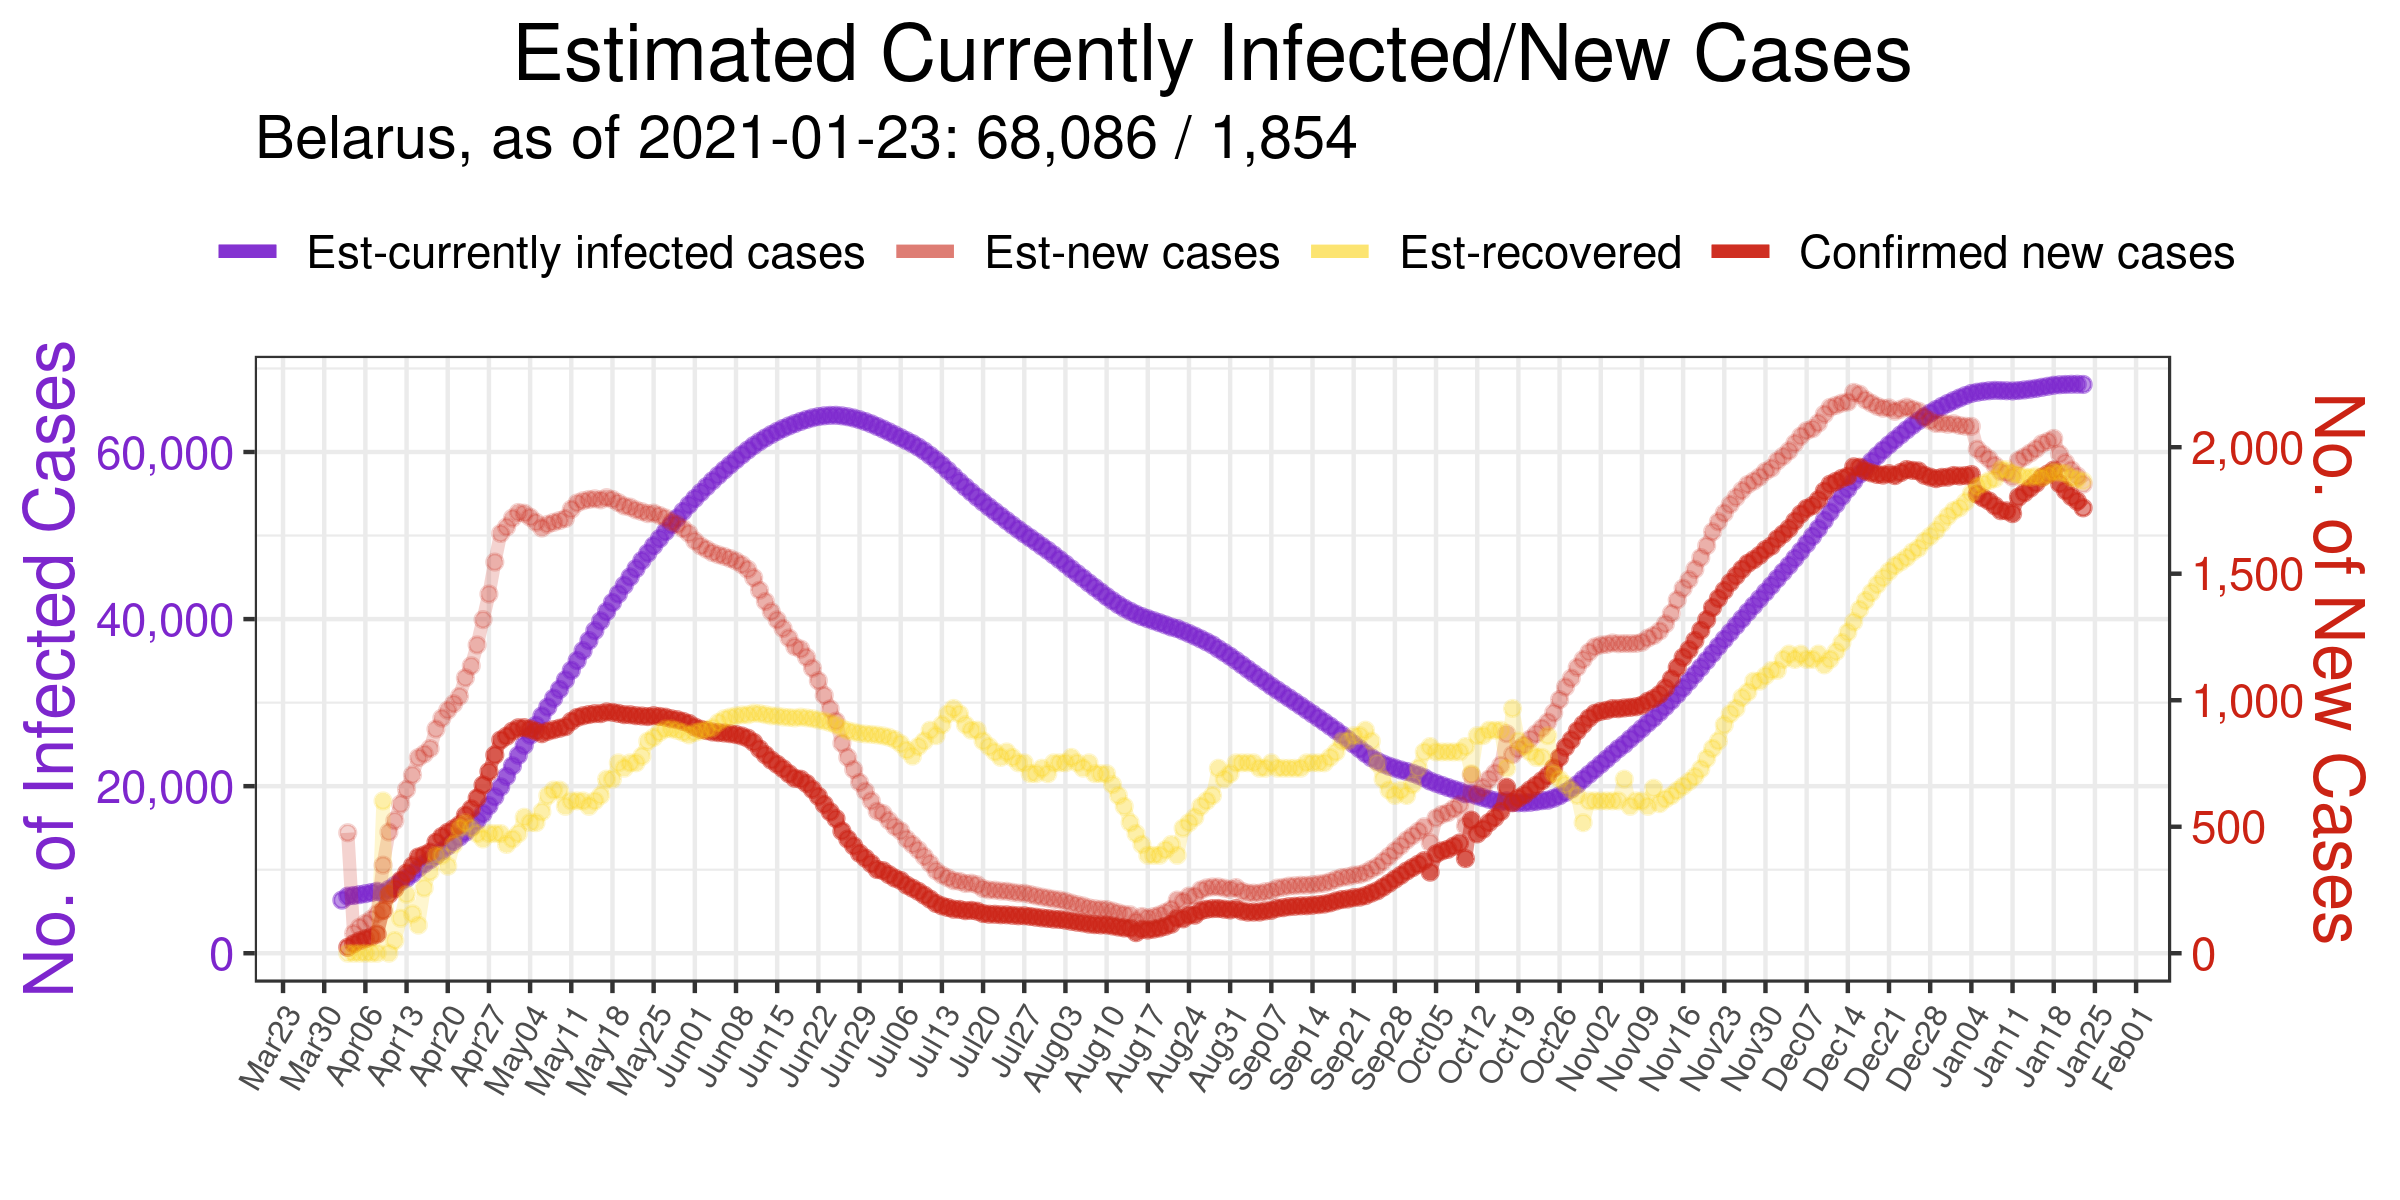 Estimated Currently Infected/New Cases
Belarus, as of 2021-01-23: 68,086 / 1,854
Est-currently infected cases Est-new cases Est-recovered Confirmed new cases
No. of Infected Cases
60,000
40,000
20,000
0
No. of New Cases
2,000
1,500
1,000
500
0
Mar23 Mar30 Apr06 Apr13 Apr20 Apr27 May04 May11 May18 May25 Jun01 Jun08 Jun15 Jun22 Jun29 Jul06 Jul13 Jul20 Jul27 Aug03 Aug10 Aug17 Aug24 Aug31 Sep07 Sep14 Sep21 Sep28 Oct05 Oct12 Oct19 Oct26 Nov02 Nov09 Nov16 Nov23 Nov30 Dec07 Dec14 Dec21 Dec28 Jan04 Jan11 Jan18 Jan25 Feb01